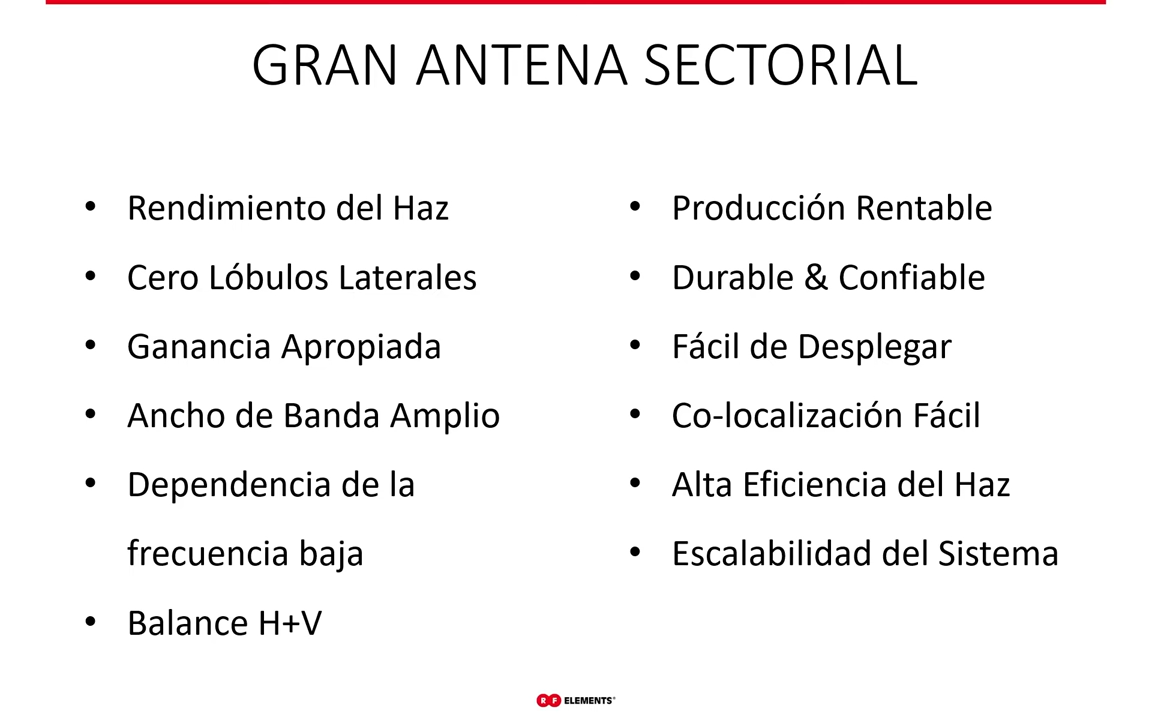 GRAN ANTENA SECTORIAL
• Rendimiento del Haz
• Cero Lóbulos Laterales
• Ganancia Apropiada
• Ancho de Banda Amplio
• Dependencia de la
frecuencia baja
• Balance H+V
• Producción Rentable
• Durable & Confiable
• Fácil de Desplegar
• Co-localización Fácil
• Alta Eficiencia del Haz
• Escalabilidad del Sistema
RF ELEMENTS